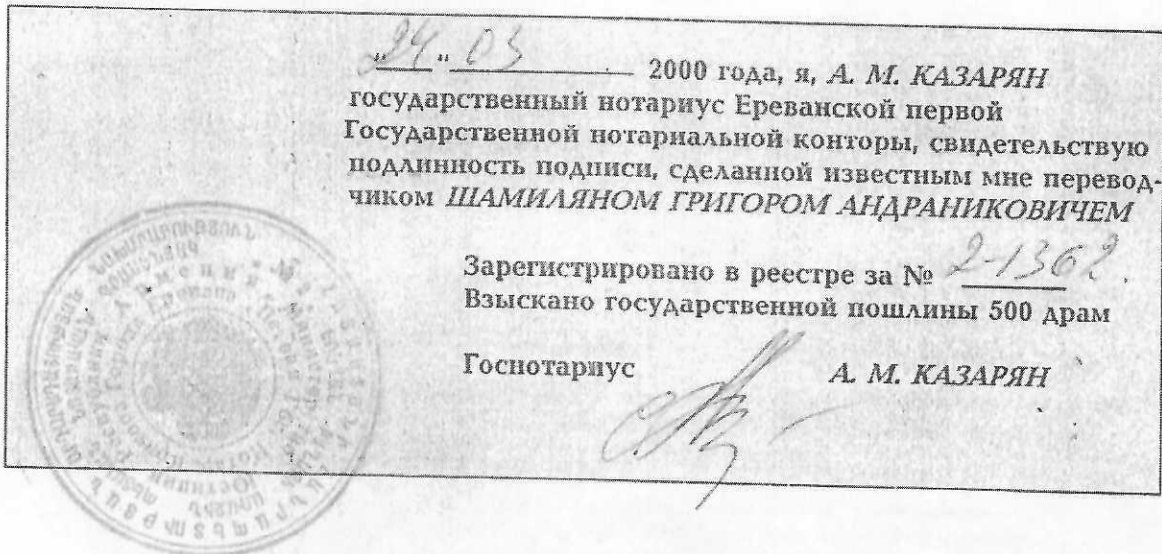 „24“ 03 2000 года, я, А. М. КАЗАРЯН
государственный нотариус Ереванской первой
Государственной нотариальной конторы, свидетельствую
подлинность подписи, сделанной известным мне перевод-
чиком ШАМИЛЯНОМ ГРИГОРОМ АНДРАНИКОВИЧЕМ
Зарегистрировано в реестре за № 2-1362.
Взыскано государственной пошлины 500 драм
Госнотариус А. М. КАЗАРЯН